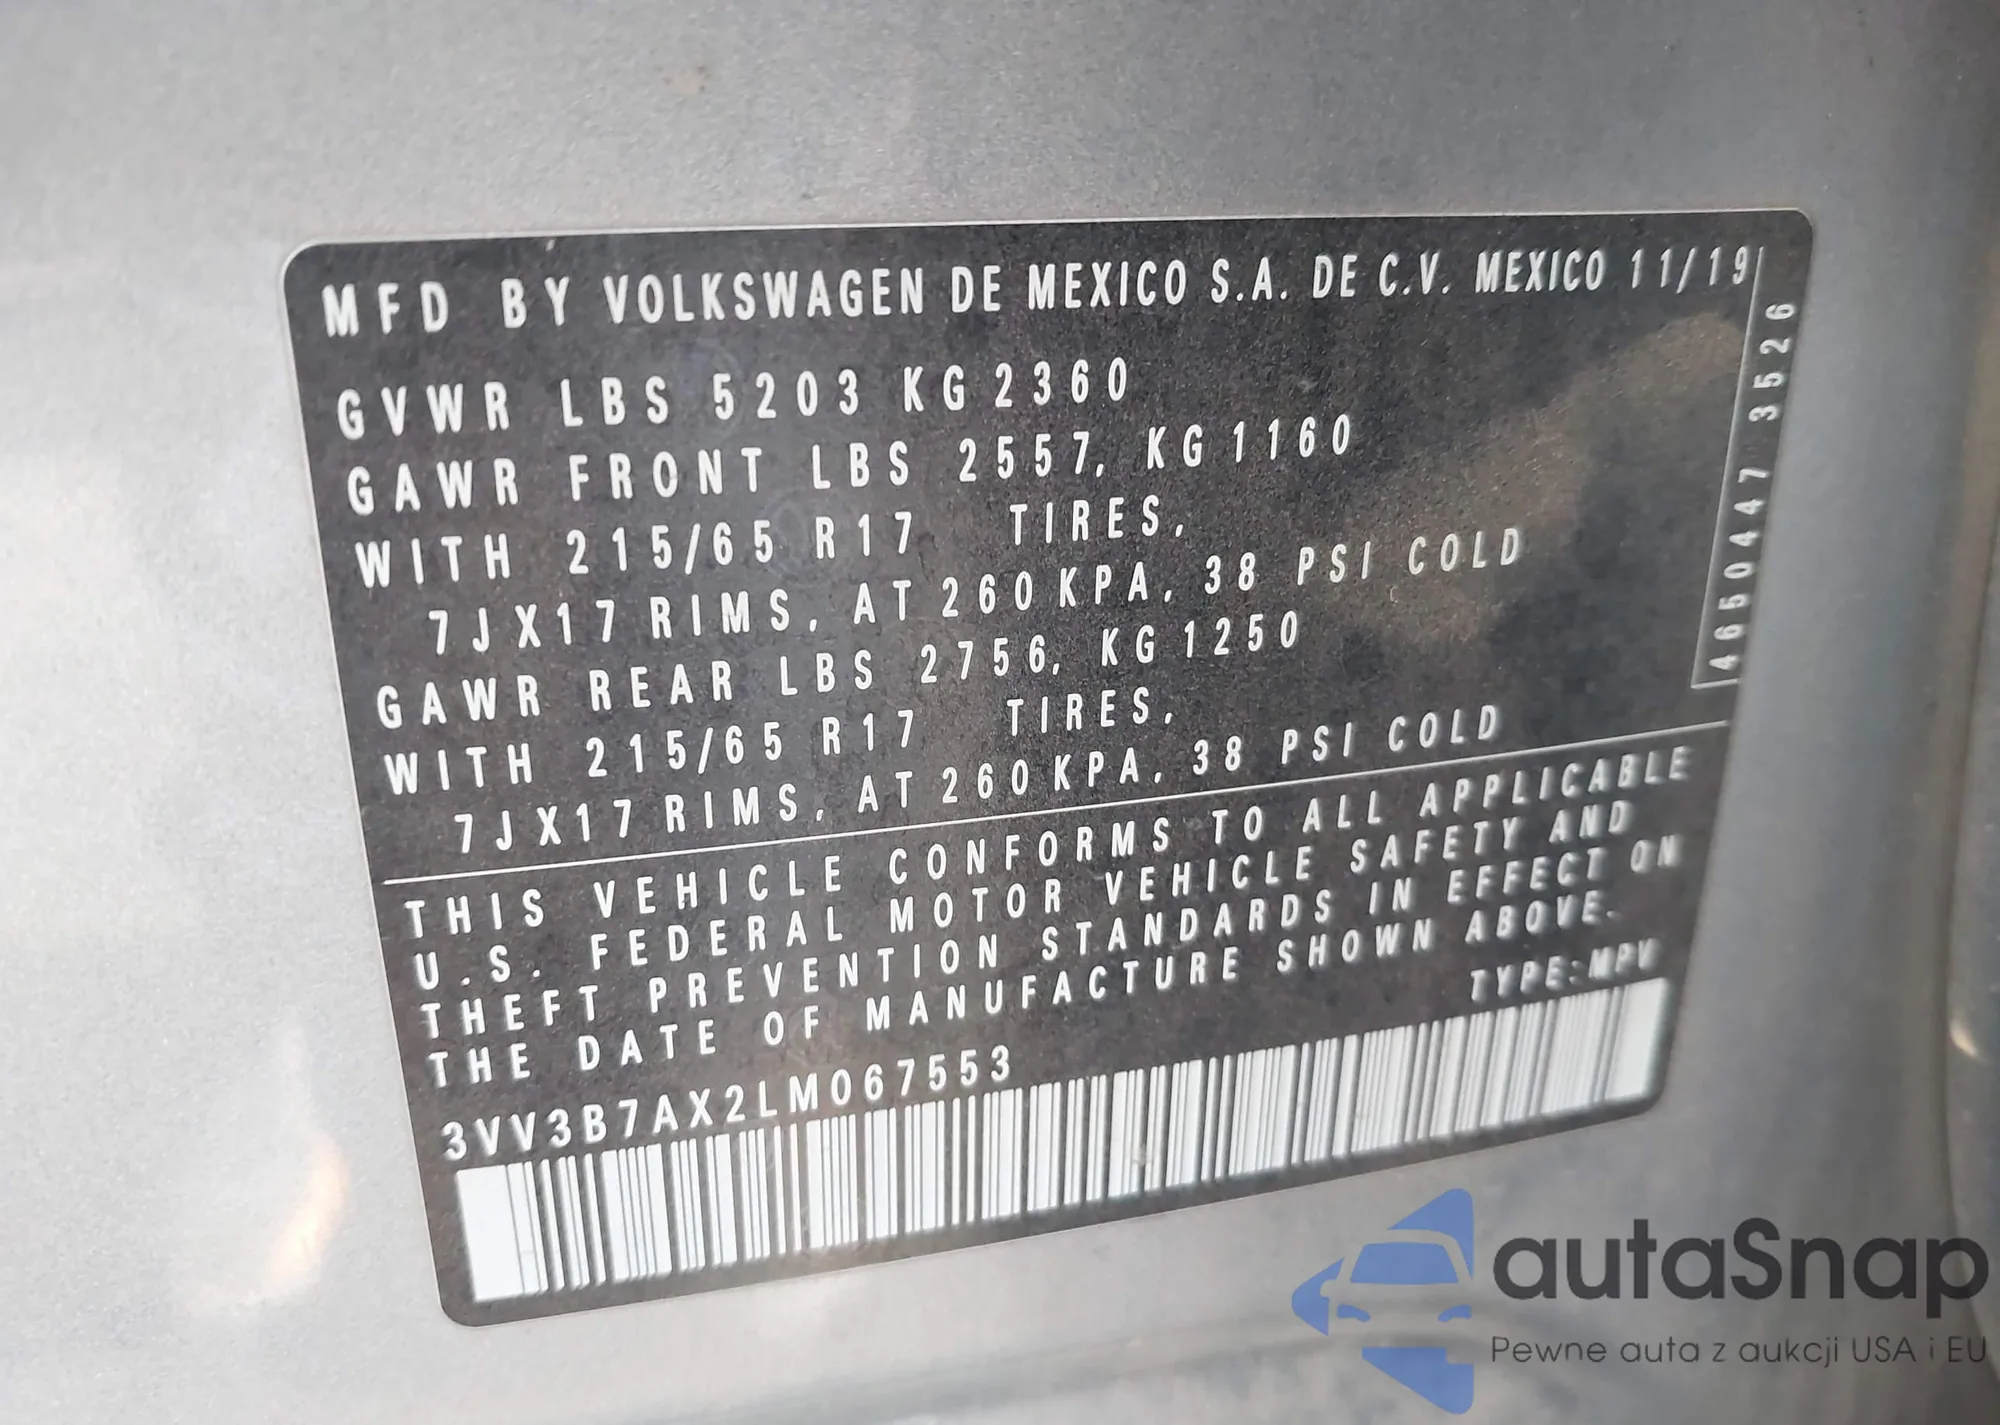 MFD BY VOLKSWAGEN DE MEXICO S.A. DE C.V. MEXICO 11/19
GVWR LBS 5203 KG 2360
GAWR FRONT LBS 2557, KG 1160
WITH 215/65 R17 TIRES,
7JX17 RIMS, AT 260 KPA, 38 PSI COLD
GAWR REAR LBS 2756, KG 1250
WITH 215/65 R17 TIRES,
7JX17 RIMS, AT 260 KPA, 38 PSI COLD
4650447 3526
THIS VEHICLE CONFORMS TO ALL APPLICABLE
U.S. FEDERAL MOTOR VEHICLE SAFETY AND
THEFT PREVENTION STANDARDS IN EFFECT ON
THE DATE OF MANUFACTURE SHOWN ABOVE.
TYPE:MPV
3VV3B7AX2LM067553
autaSnap
Pewne auta z aukcji USA i EU